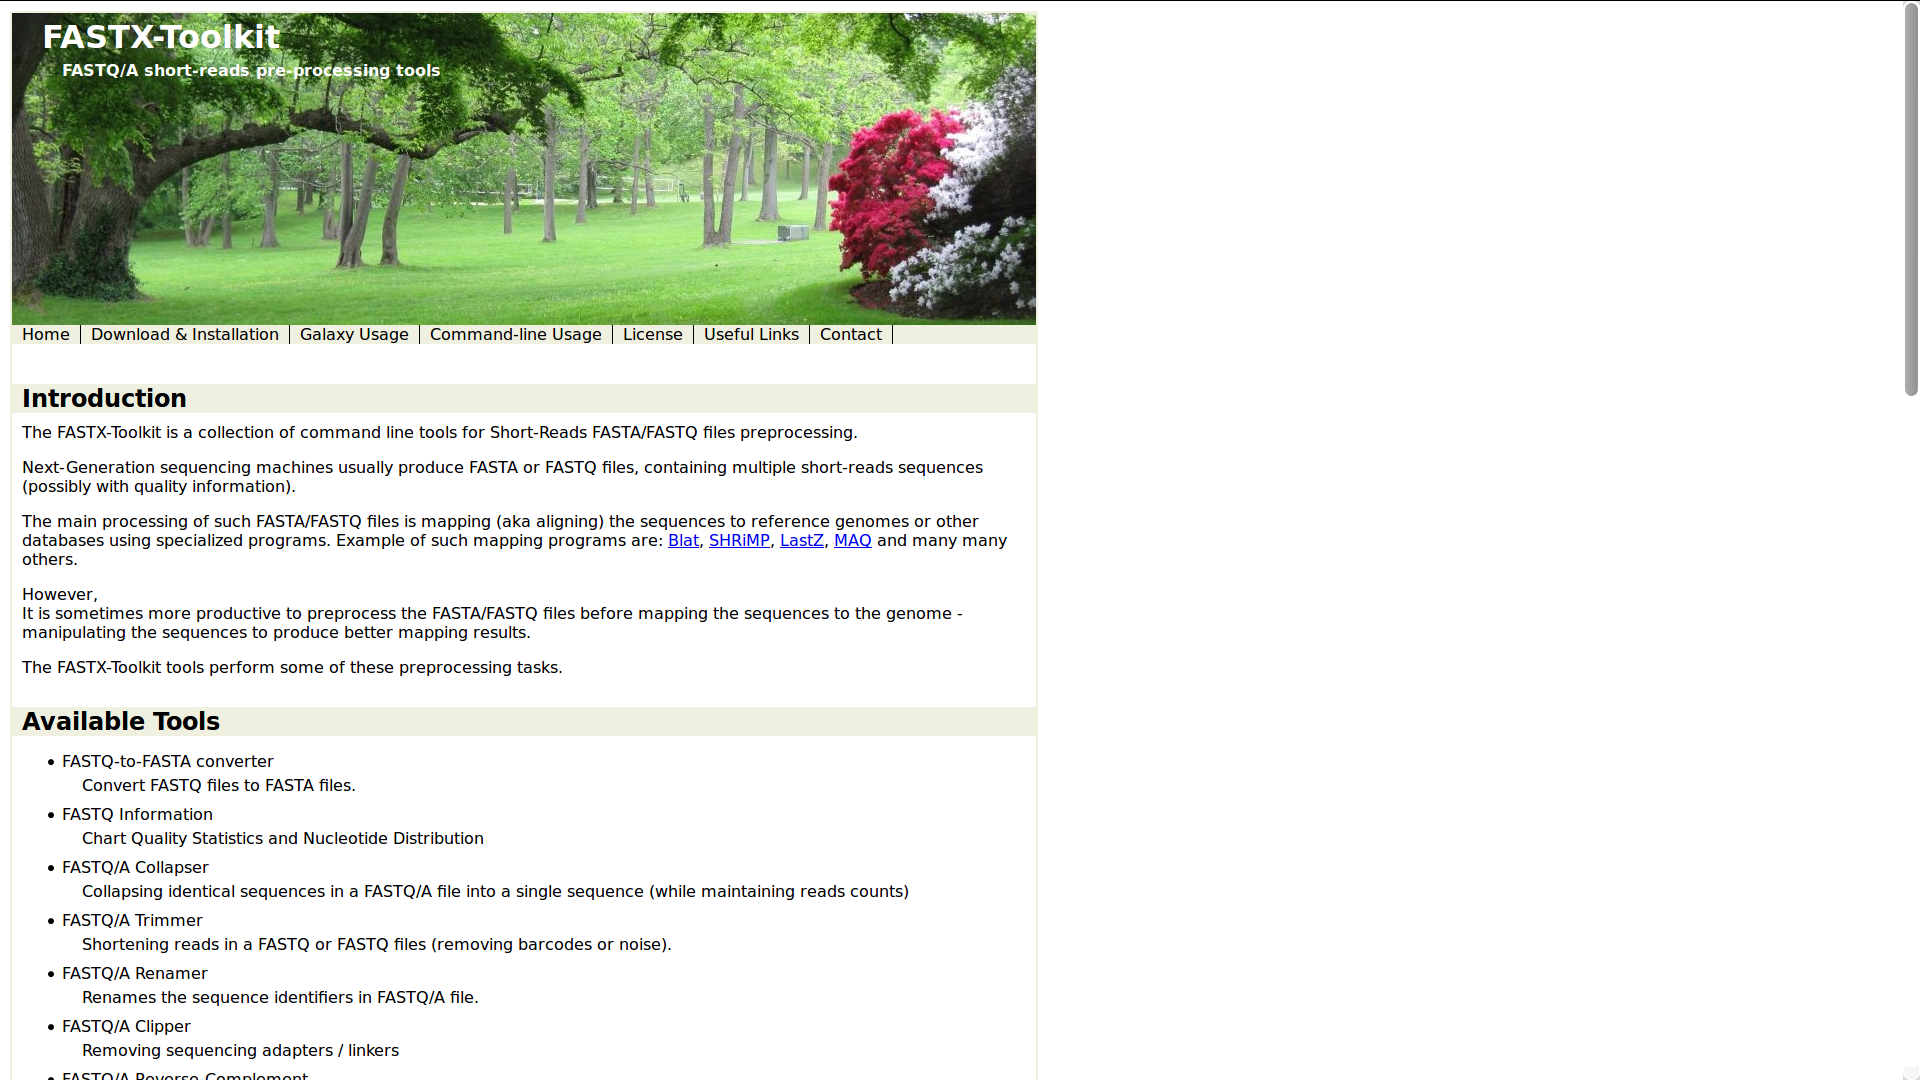 FASTX-Toolkit
FASTQ/A short-reads pre-processing tools
Home
Download & Installation
Galaxy Usage
Command-line Usage
License
Useful Links
Contact
Introduction
The FASTX-Toolkit is a collection of command line tools for Short-Reads FASTA/FASTQ files preprocessing.
Next-Generation sequencing machines usually produce FASTA or FASTQ files, containing multiple short-reads sequences
(possibly with quality information).
The main processing of such FASTA/FASTQ files is mapping (aka aligning) the sequences to reference genomes or other
databases using specialized programs. Example of such mapping programs are: Blat, SHRiMP, LastZ, MAQ and many many
others.
However,
It is sometimes more productive to preprocess the FASTA/FASTQ files before mapping the sequences to the genome -
manipulating the sequences to produce better mapping results.
The FASTX-Toolkit tools perform some of these preprocessing tasks.
Available Tools
• FASTQ-to-FASTA converter
Convert FASTQ files to FASTA files.
• FASTQ Information
Chart Quality Statistics and Nucleotide Distribution
• FASTQ/A Collapser
Collapsing identical sequences in a FASTQ/A file into a single sequence (while maintaining reads counts)
• FASTQ/A Trimmer
Shortening reads in a FASTQ or FASTQ files (removing barcodes or noise).
• FASTQ/A Renamer
Renames the sequence identifiers in FASTQ/A file.
• FASTQ/A Clipper
Removing sequencing adapters / linkers
• FASTQ/A Reverse-Complement